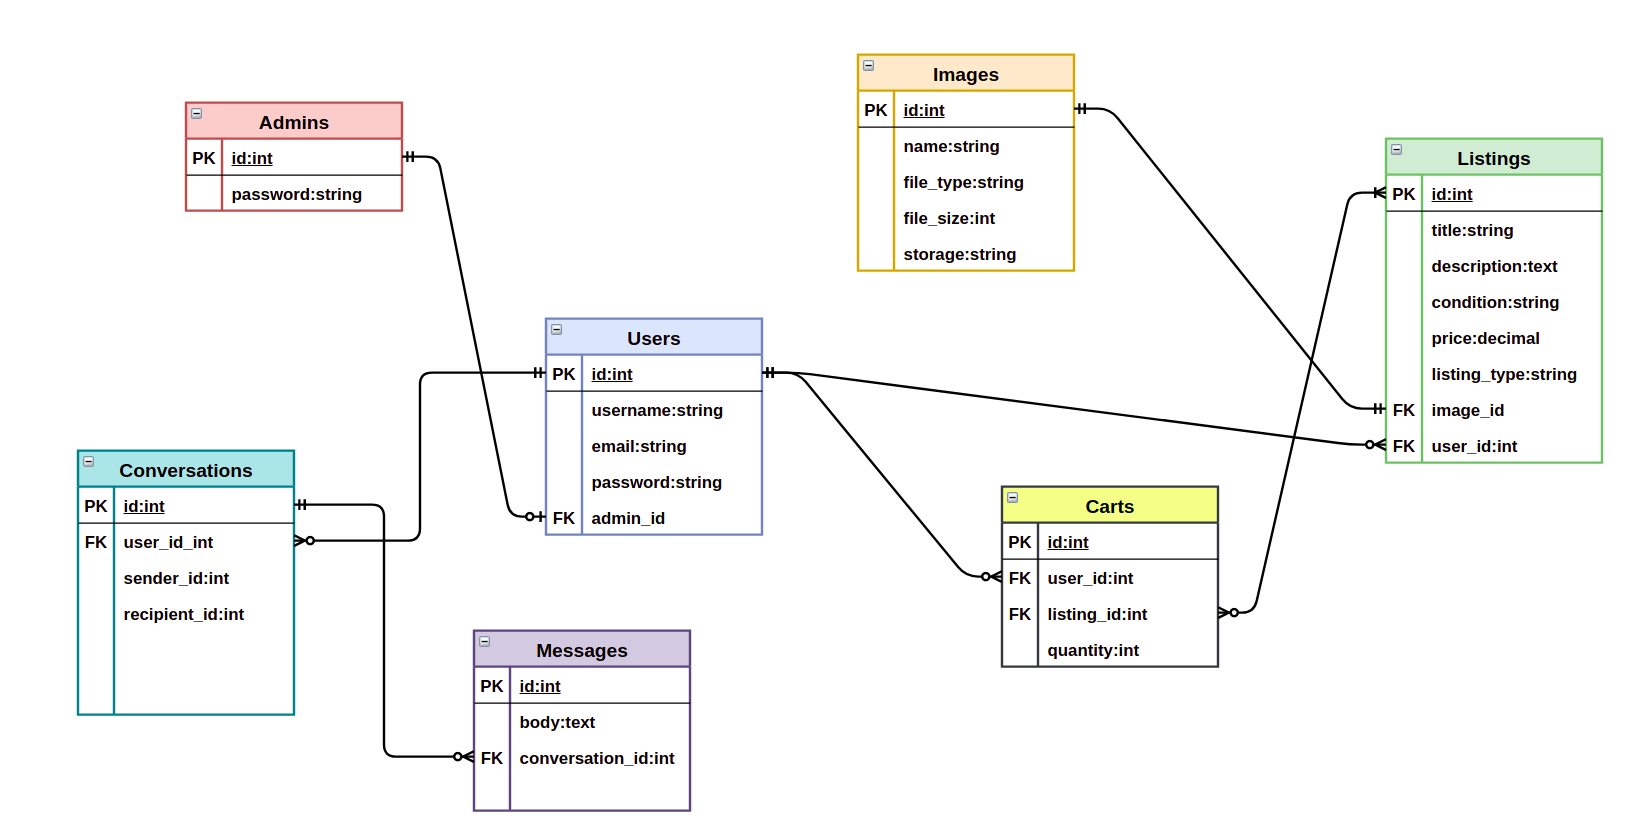 Admins
PK id:int
password:string
Images
PK id:int
name:string
file_type:string
file_size:int
storage:string
Listings
PK id:int
title:string
description:text
condition:string
price:decimal
listing_type:string
FK image_id
FK user_id:int
Users
PK id:int
username:string
email:string
password:string
FK admin_id
Conversations
PK id:int
FK user_id_int
sender_id:int
recipient_id:int
Carts
PK id:int
FK user_id:int
FK listing_id:int
quantity:int
Messages
PK id:int
body:text
FK conversation_id:int